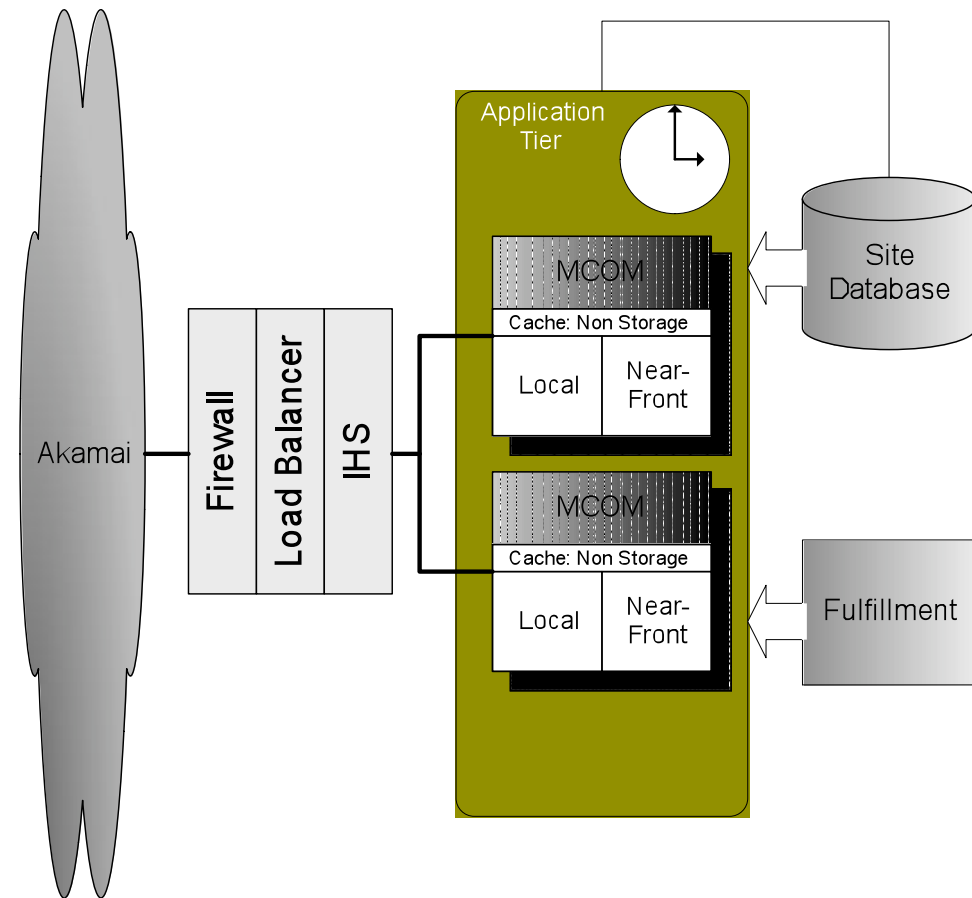 Application
Tier
MCOM
Cache: Non Storage
Local
Near-
Front
MCOM
Cache: Non Storage
Local
Near-
Front
Akamai
Firewall
Load Balancer
IHS
Site
Database
Fulfillment